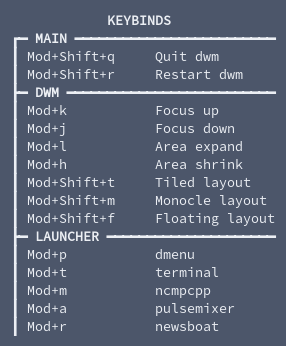 KEYBINDS
MAIN
Mod+Shift+q Quit dwm
Mod+Shift+r Restart dwm
DWM
Mod+k Focus up
Mod+j Focus down
Mod+l Area expand
Mod+h Area shrink
Mod+Shift+t Tiled layout
Mod+Shift+m Monocle layout
Mod+Shift+f Floating layout
LAUNCHER
Mod+p dmenu
Mod+t terminal
Mod+m ncmpcpp
Mod+a pulsemixer
Mod+r newsboat